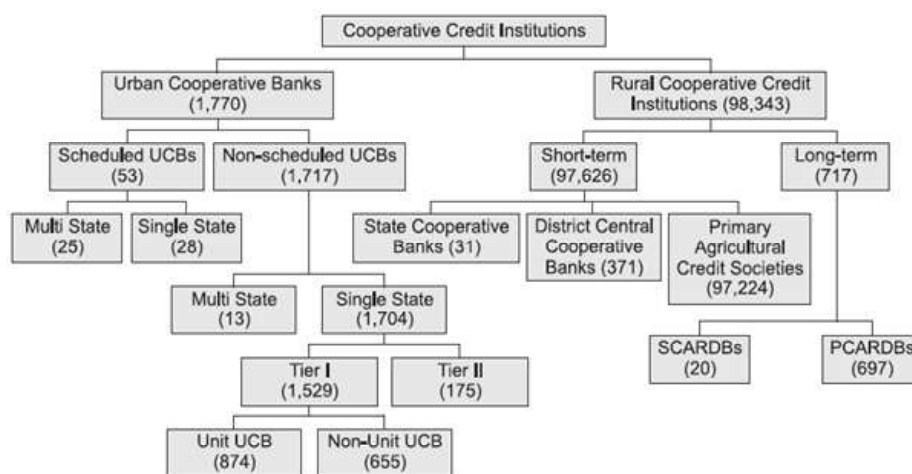 Cooperative Credit Institutions
Urban Cooperative Banks
(1,770)
Rural Cooperative Credit
Institutions (98,343)
Scheduled UCBs
(53)
Non-scheduled UCBs
(1,717)
Short-term
(97,626)
Long-term
(717)
Multi State
(25)
Single State
(28)
State Cooperative
Banks (31)
District Central
Cooperative
Banks (371)
Primary
Agricultural
Credit Societies
(97,224)
Multi State
(13)
Single State
(1,704)
SCARDBs
(20)
PCARDBs
(697)
Tier I
(1,529)
Tier II
(175)
Unit UCB
(874)
Non-Unit UCB
(655)